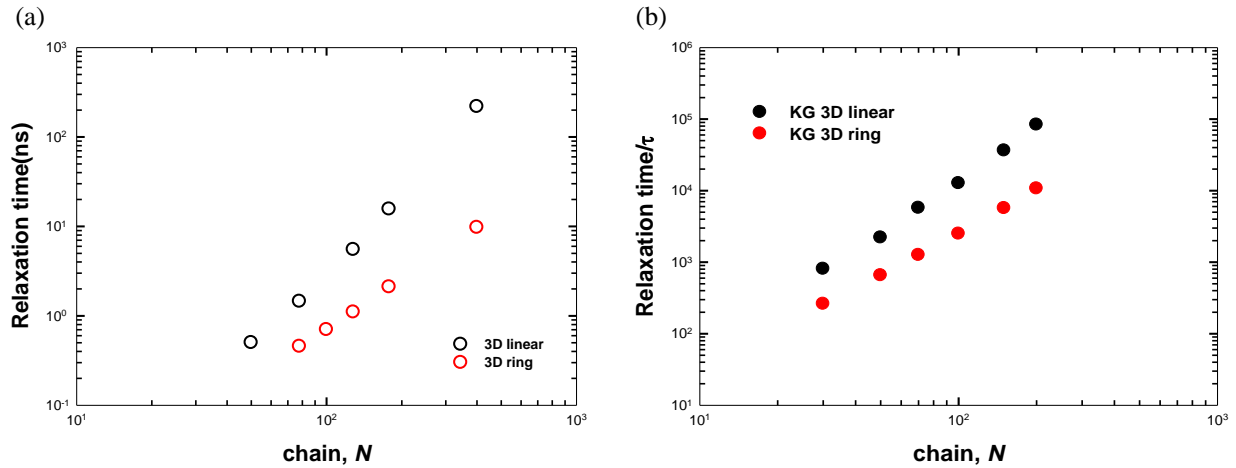 (a)
Relaxation time(ns)
10³
10²
10¹
10⁰
10⁻¹
10¹
10²
10³
3D linear
3D ring
chain, N
(b)
Relaxation time/τ
10⁶
10⁵
10⁴
10³
10²
10¹
10¹
10²
10³
KG 3D linear
KG 3D ring
chain, N